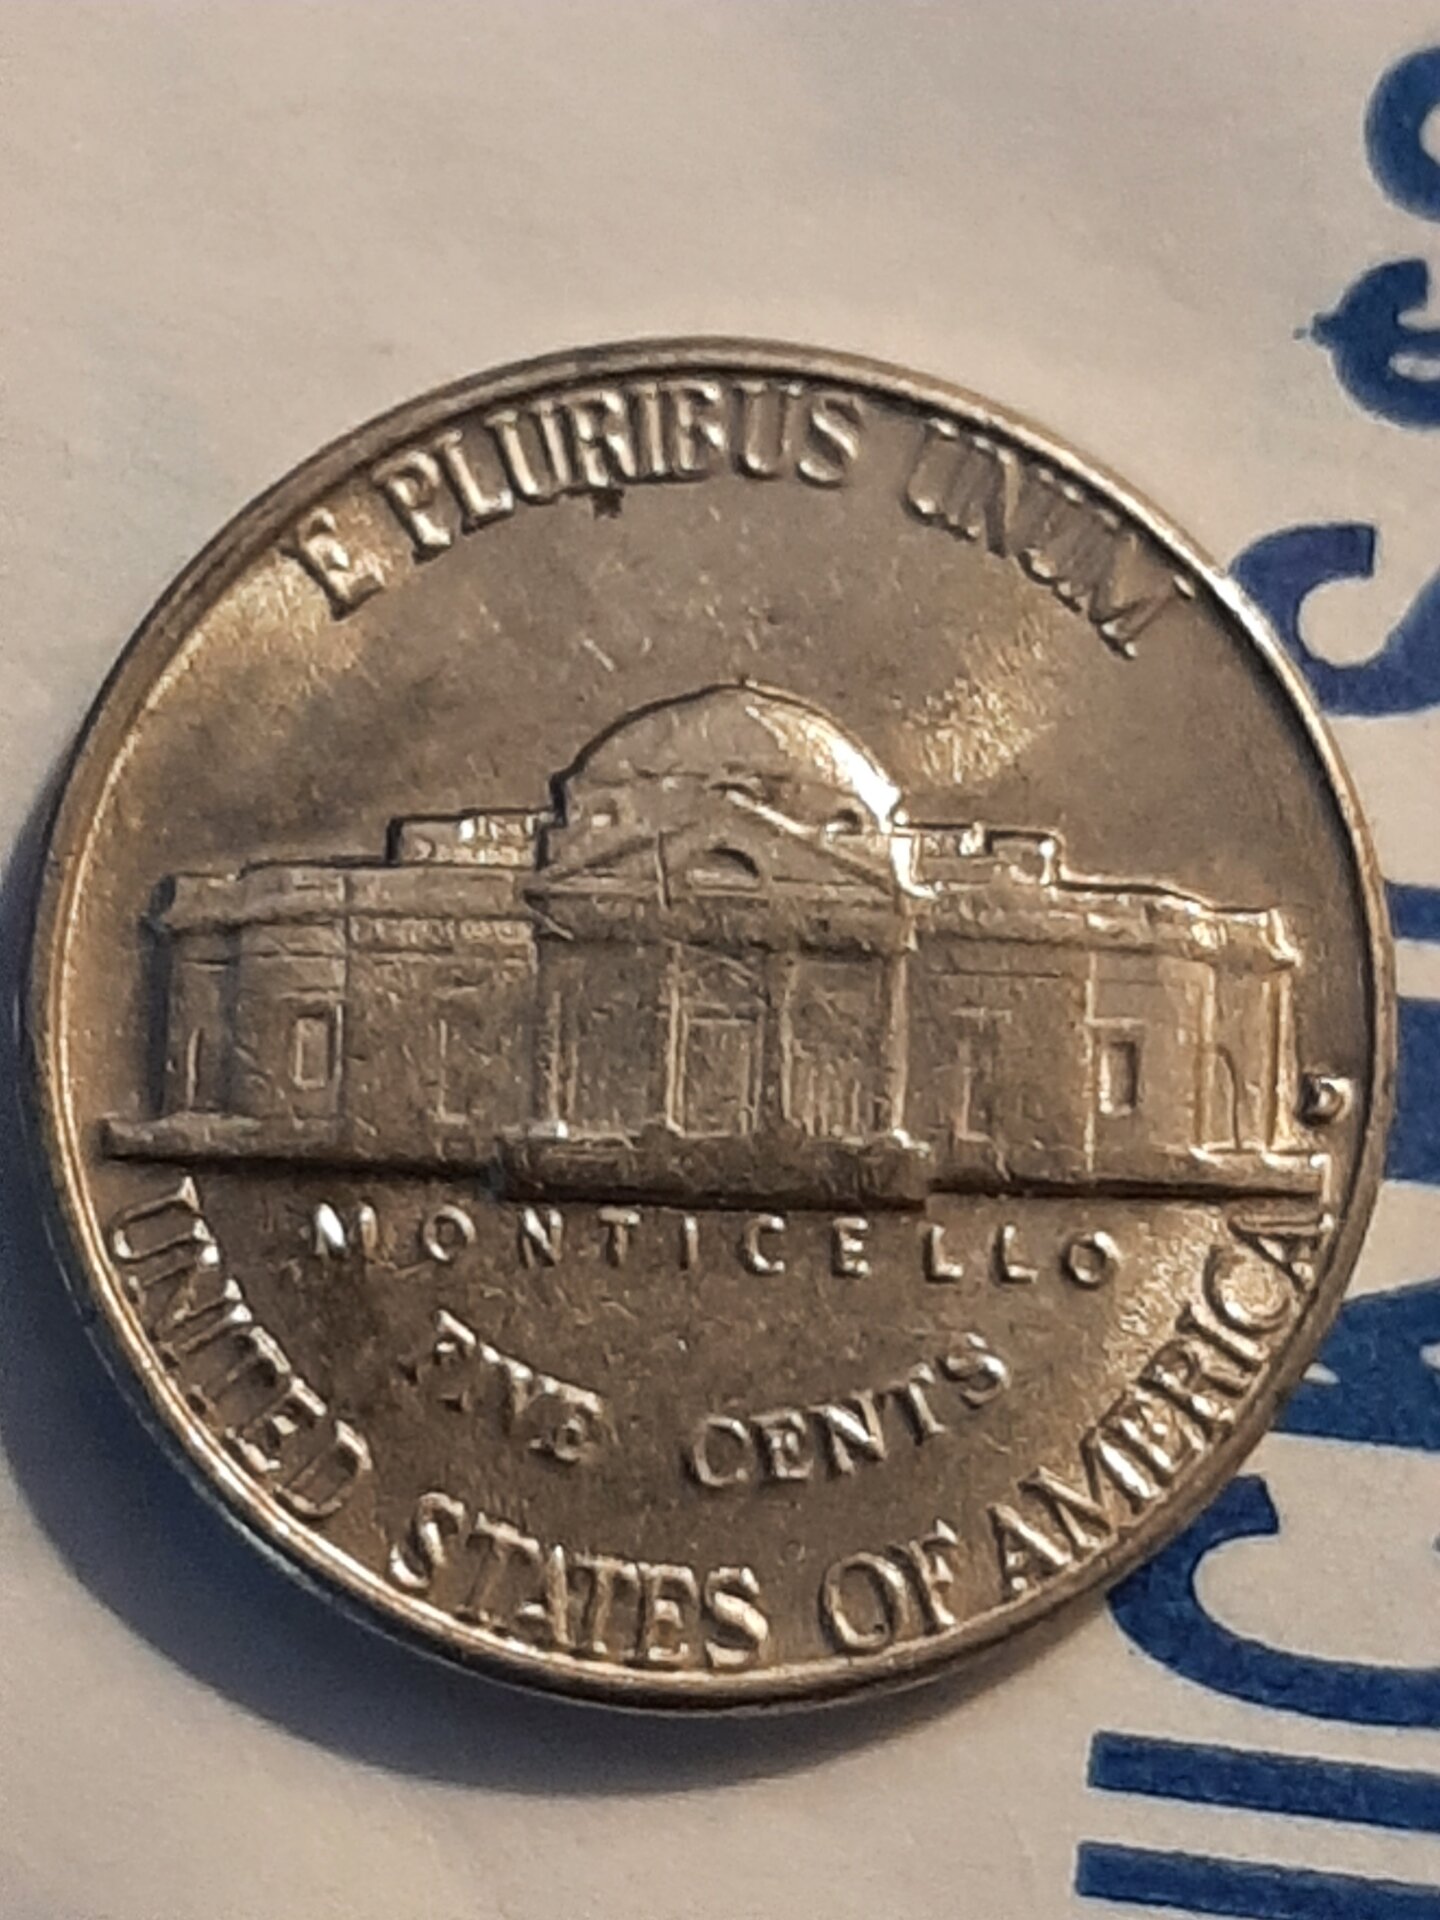 E PLURIBUS UNUM
D
MONTICELLO
FIVE CENTS
UNITED STATES OF AMERICA